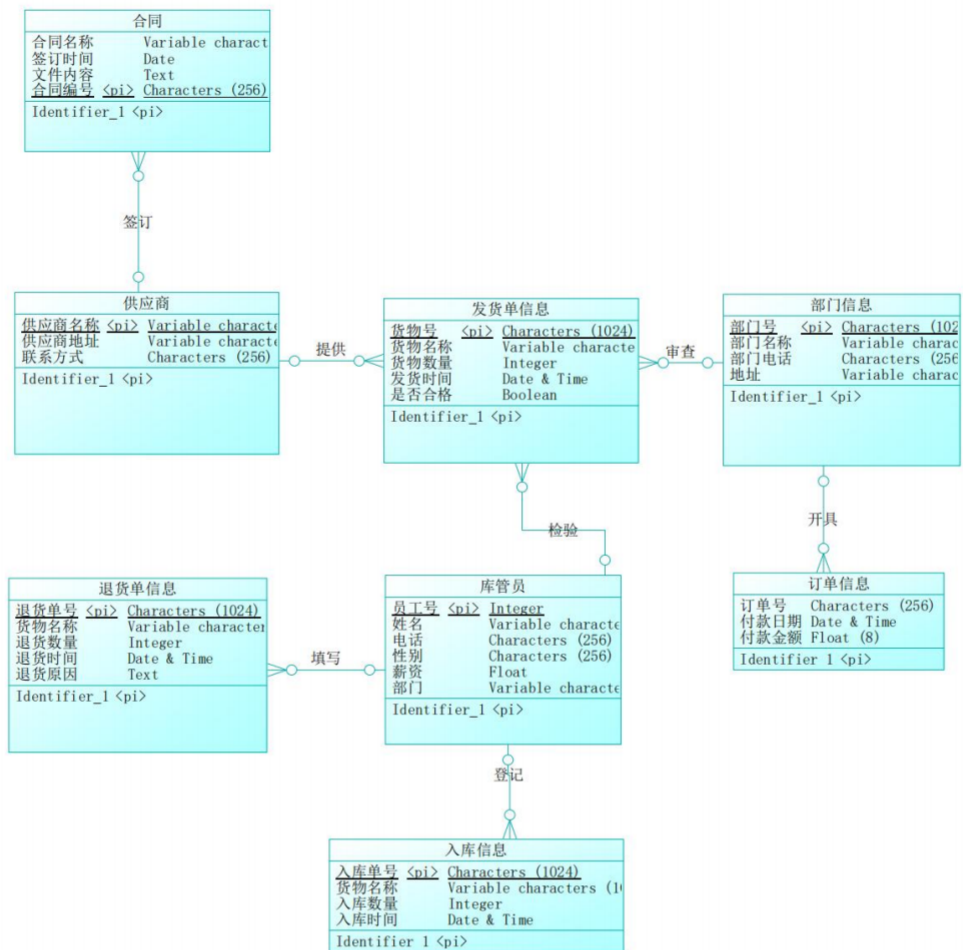 合同
合同名称 Variable charact
签订时间 Date
文件内容 Text
合同编号 <pi> Characters (256)
Identifier_1 <pi>
签订
供应商
供应商名称 <pi> Variable characte
供应商地址 Variable characte
联系方式 Characters (256)
Identifier_1 <pi>
提供
发货单信息
货物号 <pi> Characters (1024)
货物名称 Variable characte
货物数量 Integer
发货时间 Date & Time
是否合格 Boolean
Identifier_1 <pi>
审查
部门信息
部门号 <pi> Characters (102
部门名称 Variable charac
部门电话 Characters (256
地址 Variable charac
Identifier_1 <pi>
检验
开具
退货单信息
退货单号 <pi> Characters (1024)
货物名称 Variable character
退货数量 Integer
退货时间 Date & Time
退货原因 Text
Identifier_1 <pi>
填写
库管员
员工号 <pi> Integer
姓名 Variable characte
电话 Characters (256)
性别 Characters (256)
薪资 Float
部门 Variable characte
Identifier_1 <pi>
订单信息
订单号 Characters (256)
付款日期 Date & Time
付款金额 Float (8)
Identifier 1 <pi>
登记
入库信息
入库单号 <pi> Characters (1024)
货物名称 Variable characters (1
入库数量 Integer
入库时间 Date & Time
Identifier 1 <pi>